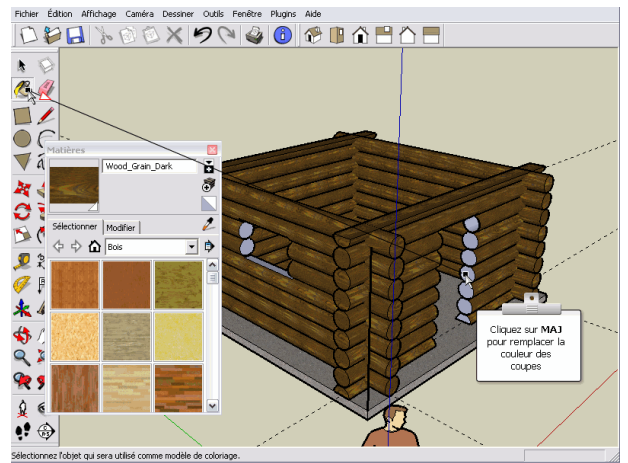 Fichier Édition Affichage Caméra Dessiner Outils Fenêtre Plugins Aide
Matières
Wood_Grain_Dark
Sélectionner Modifier
Bois
Cliquez sur MAJ
pour remplacer la
couleur des
coupes
Sélectionnez l'objet qui sera utilisé comme modèle de coloriage.